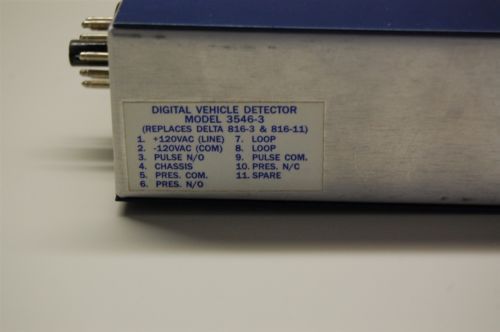 DIGITAL VEHICLE DETECTOR
MODEL 3546-3
(REPLACES DELTA 816-3 & 816-11)
1. +120VAC (LINE) 7. LOOP
2. -120VAC (COM) 8. LOOP
3. PULSE N/O 9. PULSE COM.
4. CHASSIS 10. PRES. N/C
5. PRES. COM. 11. SPARE
6. PRES. N/O